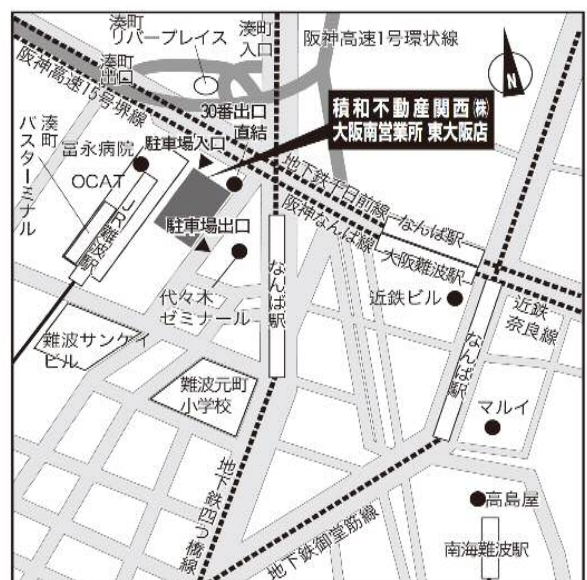 湊町
リバープレイス
湊町
入口
阪神高速1号環状線
湊町
出口
阪神高速15号堺線
30番出口
直結
N
積和不動産関西㈱
大阪南営業所 東大阪店
湊町
バスターミナル
富永病院
駐車場入口
OCAT
JR難波駅
地下鉄千日前線
阪神なんば線
なんば駅
大阪難波駅
駐車場出口
代々木
ゼミナール
なんば駅
近鉄ビル
近鉄
奈良線
なんば駅
難波サンケイ
ビル
難波元町
小学校
マルイ
地下鉄四つ橋線
地下鉄御堂筋線
高島屋
南海難波駅